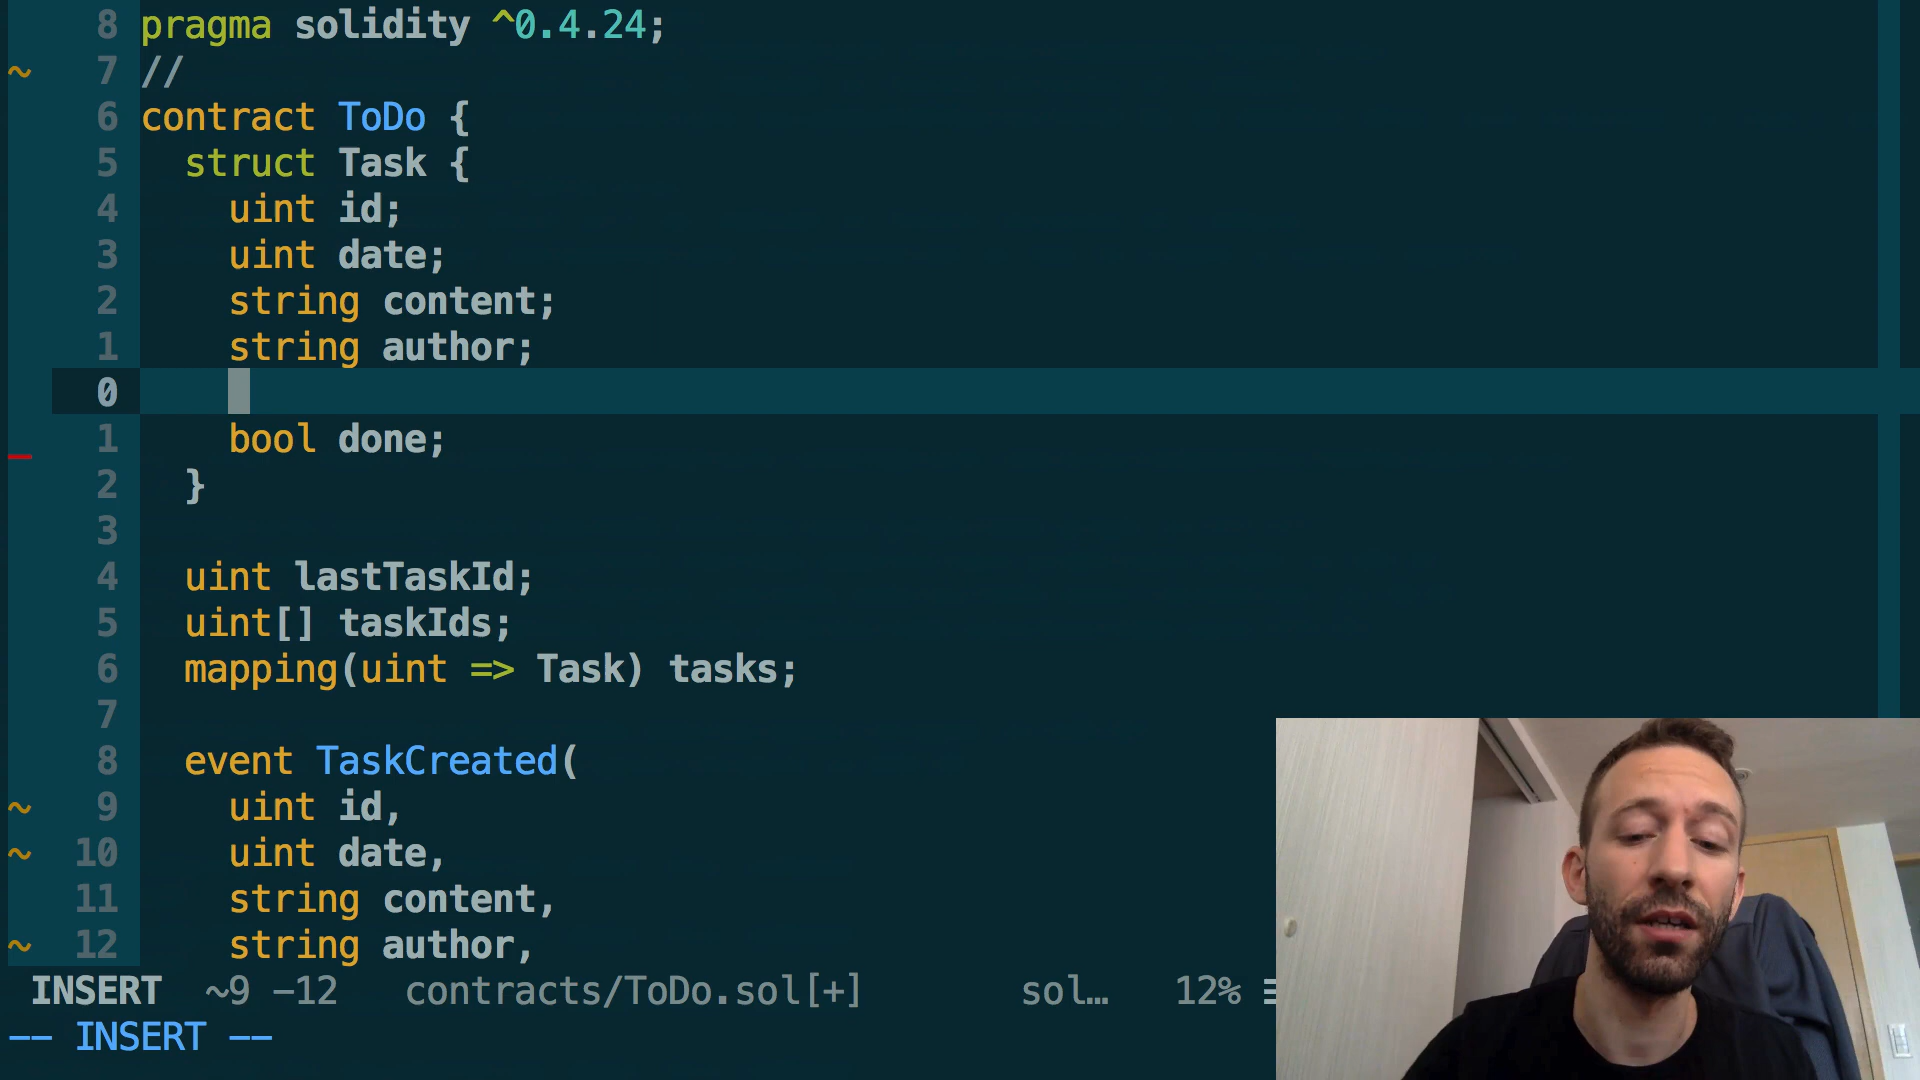 8 pragma solidity ^0.4.24;
~ 7 //
6 contract ToDo {
5 struct Task {
4 uint id;
3 uint date;
2 string content;
1 string author;
0
_ 1 bool done;
2 }
3
4 uint lastTaskId;
5 uint[] taskIds;
6 mapping(uint => Task) tasks;
7
8 event TaskCreated(
~ 9 uint id,
~ 10 uint date,
11 string content,
~ 12 string author,
INSERT ~9 -12 contracts/ToDo.sol[+] sol… 12% ≡
-- INSERT --